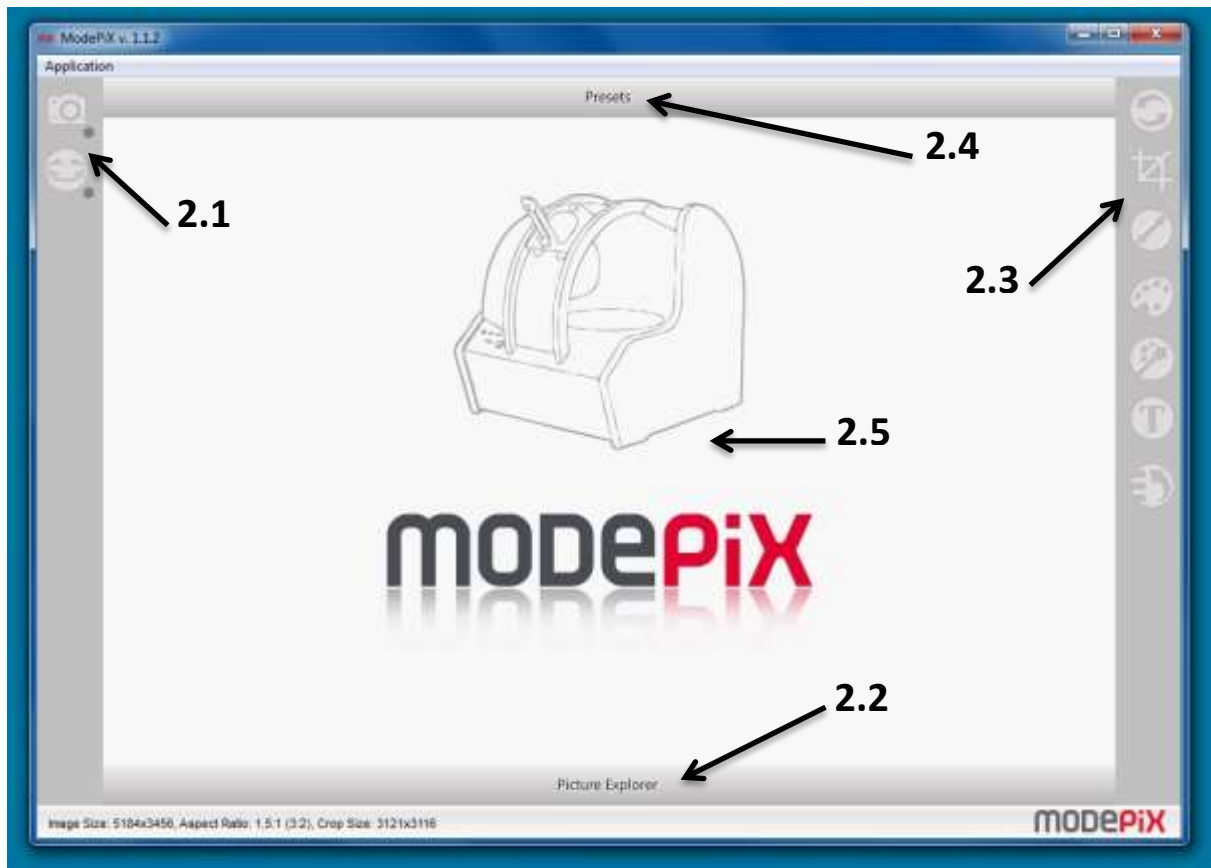 ModePiX v. 1.1.2
Application
Presets
2.4
2.1
2.3
2.5
MODEPiX
2.2
Picture Explorer
Image Size: 5184x3456, Aspect Ratio: 1.5:1 (3:2), Crop Size: 3121x3116
MODEPiX